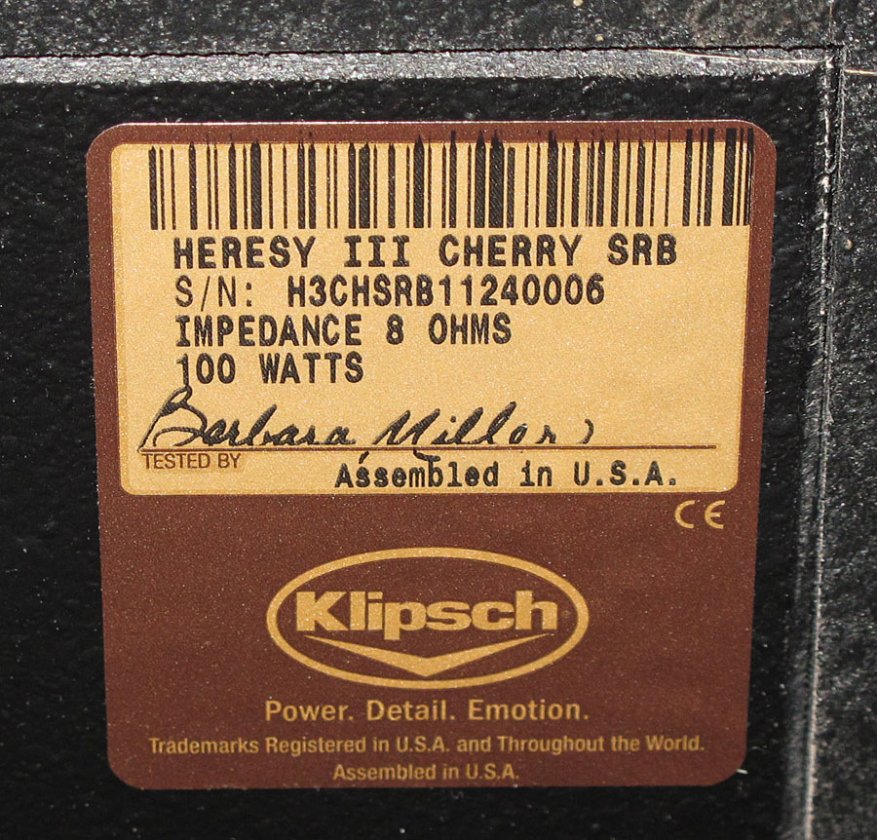 HERESY III CHERRY SRB
S/N: H3CHSRB11240006
IMPEDANCE 8 OHMS
100 WATTS
Barbara Miller
TESTED BY
Assembled in U.S.A.
CE
Klipsch
Power. Detail. Emotion.
Trademarks Registered in U.S.A. and Throughout the World.
Assembled in U.S.A.